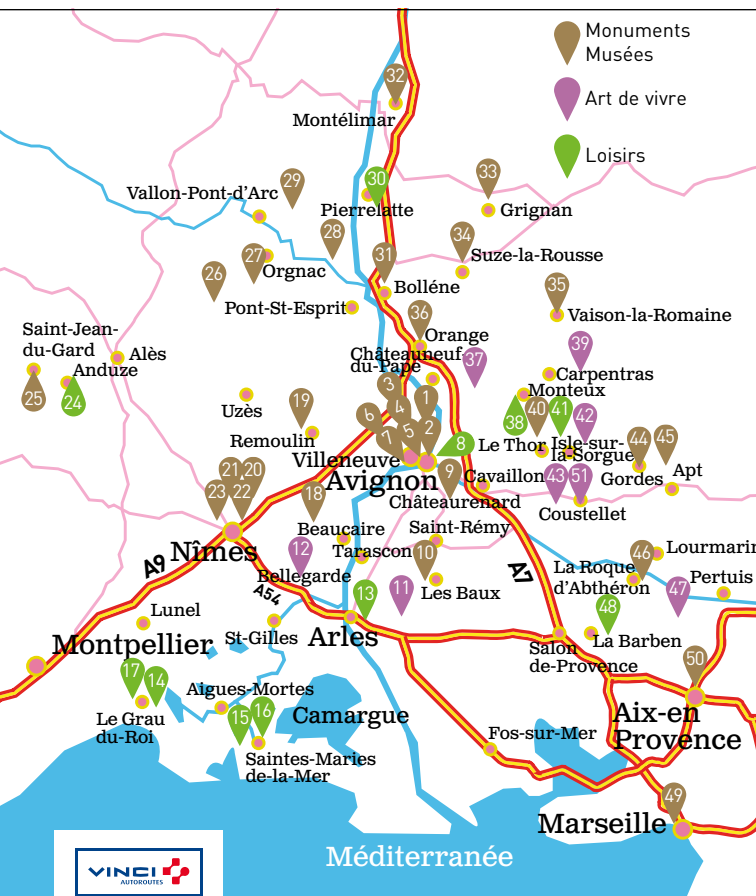 Monuments
Musées
Art de vivre
Loisirs
32
Montélimar
29
30
33
Vallon-Pont-d’Arc
Pierrelatte
Grignan
28
34
27
31
Suze-la-Rousse
26
Orgnac
Bolléne
35
Pont-St-Esprit
36
Vaison-la-Romaine
Saint-Jean-
du-Gard
Alès
Orange
39
Châteauneuf
du-Pape
37
Anduze
25
24
3
1
Carpentras
Monteux
Uzès
19
6
4
38
40
41
42
Remoulin
7
5
2
8
Le Thor
Isle-sur-
la-Sorgue
44
45
Villeneuve
Avignon
21
20
9
Cavaillon
43
51
Gordes
Apt
23
22
18
Châteaurenard
Coustellet
Beaucaire
Saint-Rémy
Nîmes
12
Tarascon
10
46
Lourmarin
A9
Bellegarde
A7
La Roque
d’Abthéron
47
Pertuis
A54
13
11
Les Baux
48
Lunel
St-Gilles
Arles
La Barben
Montpellier
Salon
de-Provence
50
17
14
Aigues-Mortes
15
16
Camargue
Aix-en
Provence
Le Grau
du-Roi
Fos-sur-Mer
Saintes-Maries
de-la-Mer
49
Marseille
Méditerranée
VINCI
AUTOROUTES